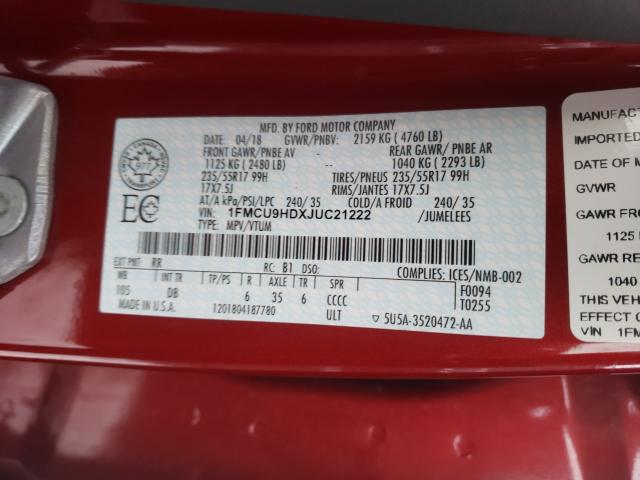 MFD. BY FORD MOTOR COMPANY
DATE: 04/18 GVWR/PNBV: 2159 KG ( 4760 LB)
FRONT GAWR/PNBE AV REAR GAWR/ PNBE AR
1125 KG ( 2480 LB) 1040 KG ( 2293 LB)
235/55R17 99H TIRES/PNEUS 235/55R17 99H
17X7.5J RIMS/JANTES 17X7.5J
AT/A kPa/PSI/LPC 240/ 35 COLD/A FROID 240/ 35
VIN: 1FMCU9HDXJUC21222 /JUMELEES
TYPE: MPV/VTUM
EC
EXT PNT: RR RC: B1 DSO: COMPLIES: ICES/NMB-002
WB INT TR TP/PS R AXLE TR SPR F0094
105 DB 6 35 6 CCCC T0255
1201804187780 ULT 5U5A-3520472-AA
MANUFACT
IMPORTED
DATE OF M
GVWR
GAWR FRO
1125
GAWR RE
1040
THIS VEH
EFFECT O
VIN 1FM